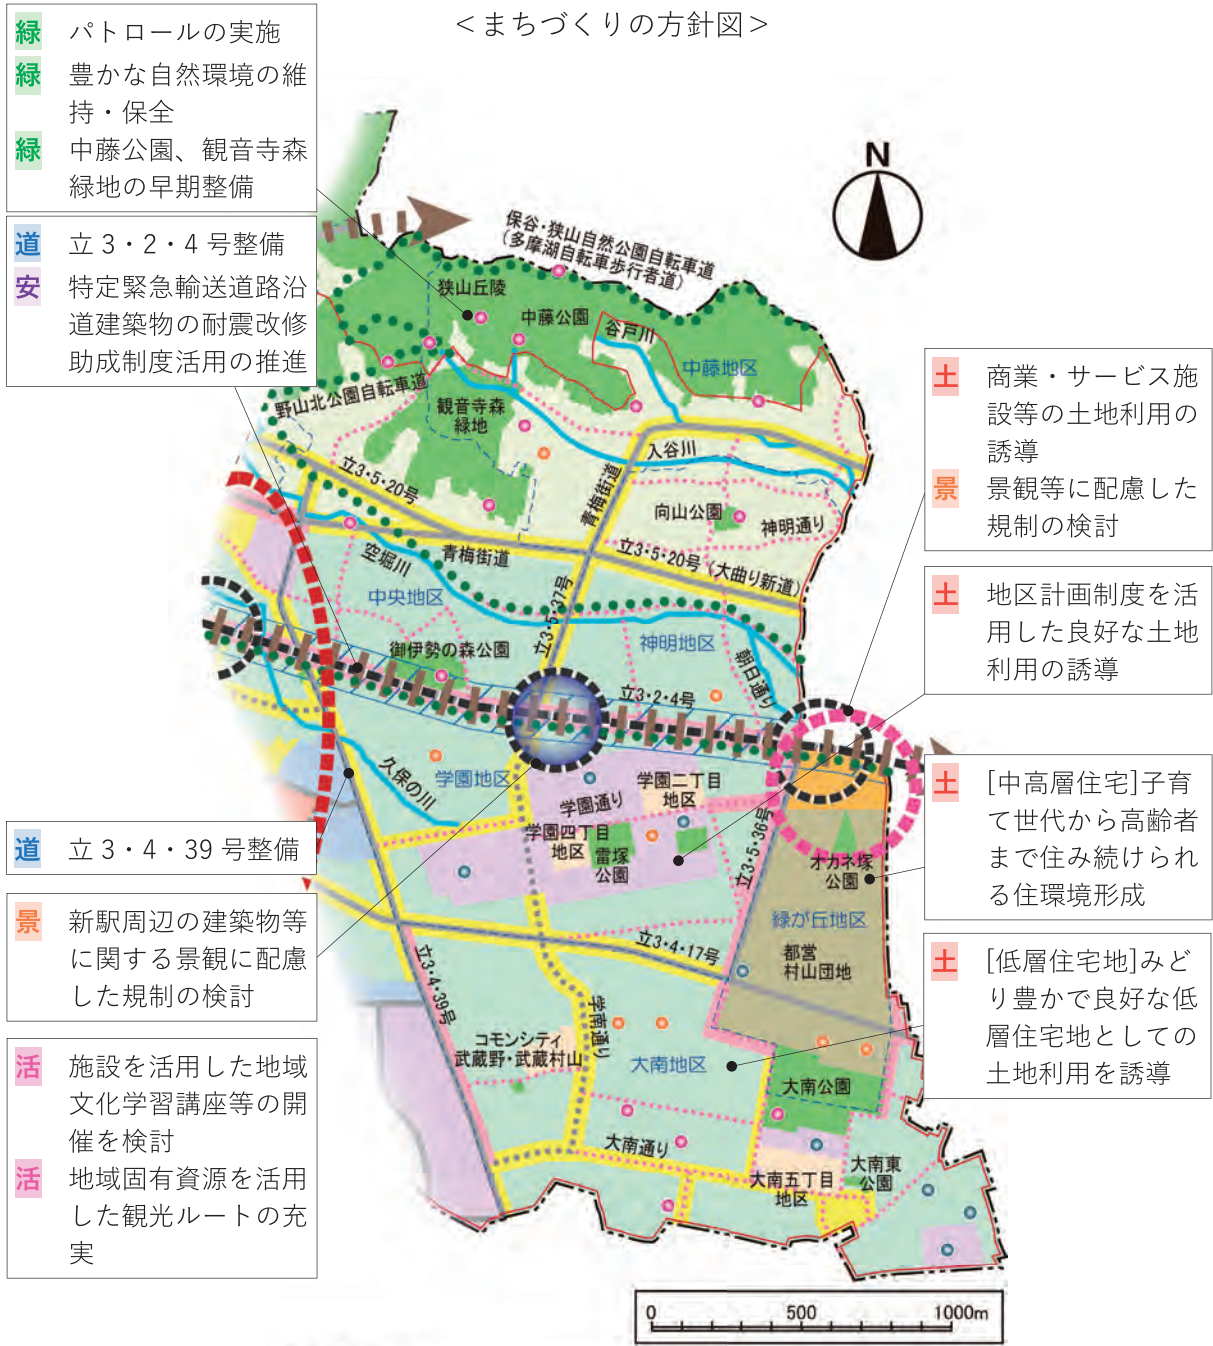 ＜まちづくりの方針図＞
緑 パトロールの実施
緑 豊かな自然環境の維
持・保全
緑 中藤公園、観音寺森
緑地の早期整備
道 立３・２・４号整備
安 特定緊急輸送道路沿
道建築物の耐震改修
助成制度活用の推進
道 立３・４・39 号整備
景 新駅周辺の建築物等
に関する景観に配慮
した規制の検討
活 施設を活用した地域
文化学習講座等の開
催を検討
活 地域固有資源を活用
した観光ルートの充
実
N
保谷・狭山自然公園自転車道
（多摩湖自転車歩行者道）
狭山丘陵
中藤公園
谷戸川
中藤地区
野山北公園自転車道
観音寺森
緑地
入谷川
立3・5・20号
青梅街道
向山公園
神明通り
青梅街道
立3・5・20号（大曲り新道）
空堀川
中央地区
立3・5・37号
御伊勢の森公園
神明地区
朝日通り
立3・2・4号
久保の川
学園地区
学園二丁目
地区
学園通り
学園四丁目
地区
雷塚
公園
立3・5・36号
オカネ塚
公園
緑が丘地区
都営
村山団地
立3・4・17号
立3・4・39号
学南通り
コモンシティ
武蔵野・武蔵村山
大南地区
大南公園
大南通り
大南五丁目
地区
大南東
公園
土 商業・サービス施
設等の土地利用の
誘導
景 景観等に配慮した
規制の検討
土 地区計画制度を活
用した良好な土地
利用の誘導
土 [中高層住宅]子育
て世代から高齢者
まで住み続けられ
る住環境形成
土 [低層住宅地]みど
り豊かで良好な低
層住宅地としての
土地利用を誘導
0 500 1000m